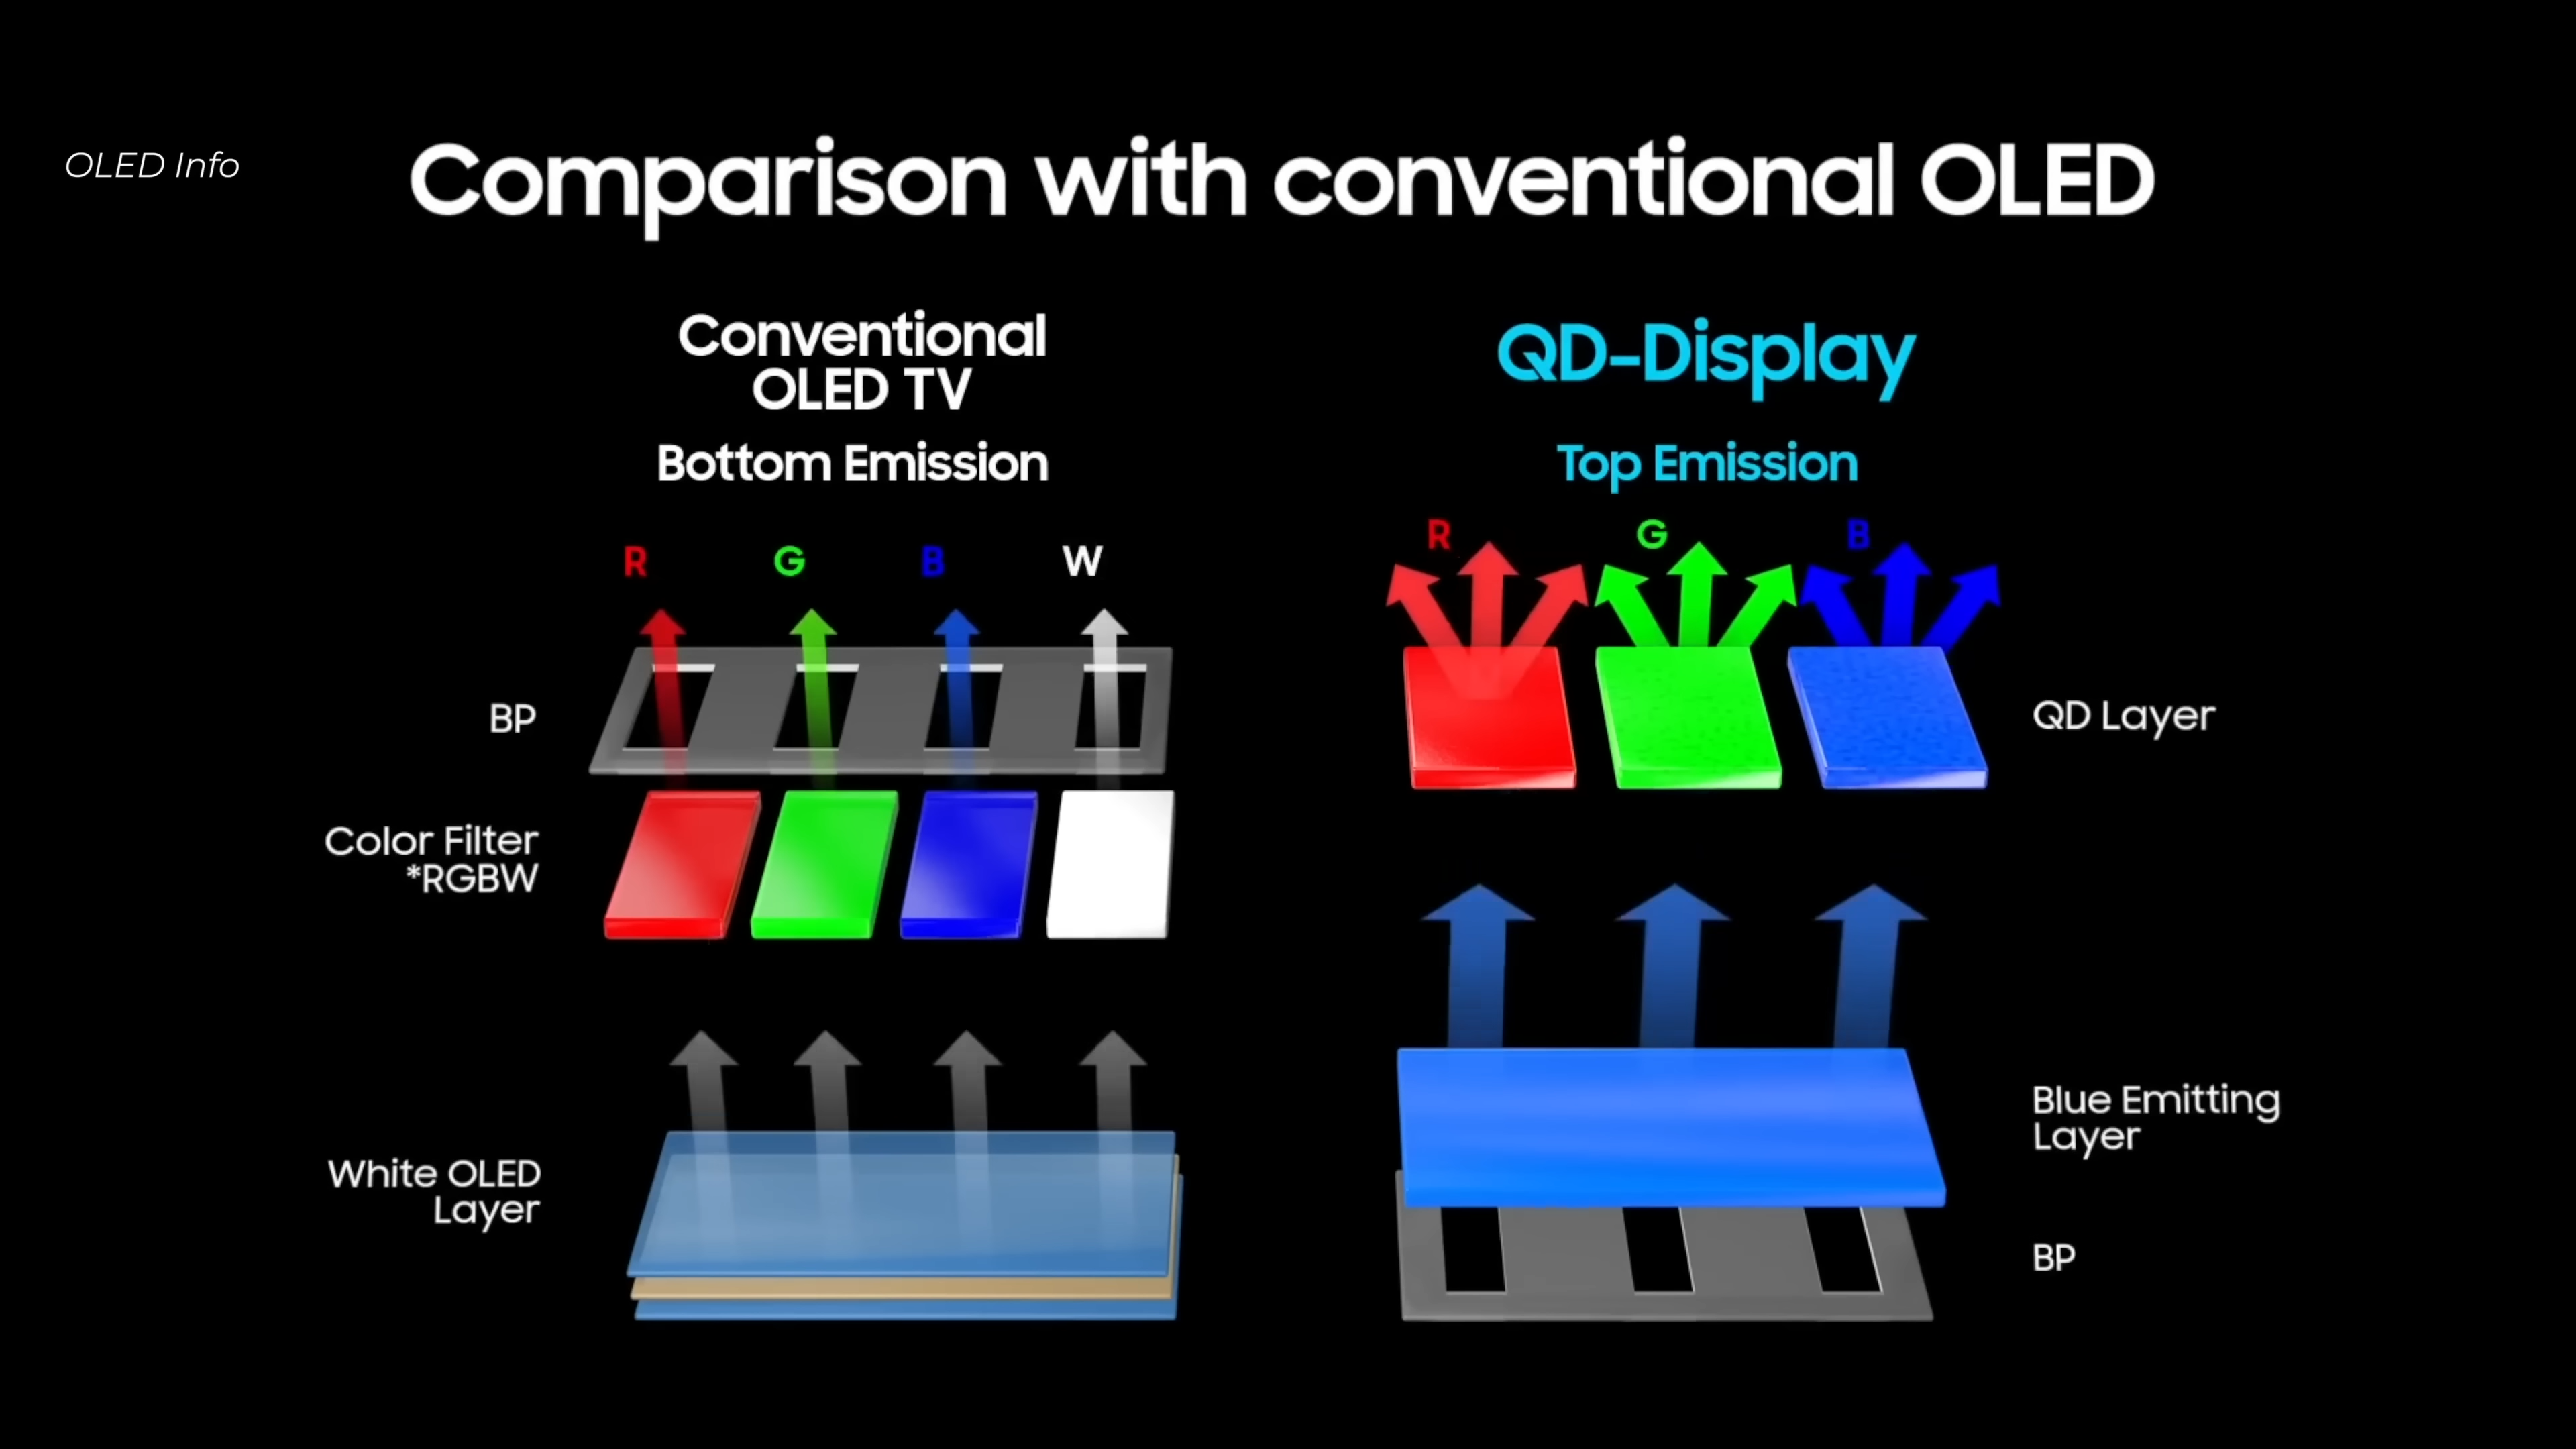 OLED Info
Comparison with conventional OLED
Conventional
OLED TV
Bottom Emission
R G B W
BP
Color Filter
*RGBW
White OLED
Layer
QD-Display
Top Emission
R G B
QD Layer
Blue Emitting
Layer
BP